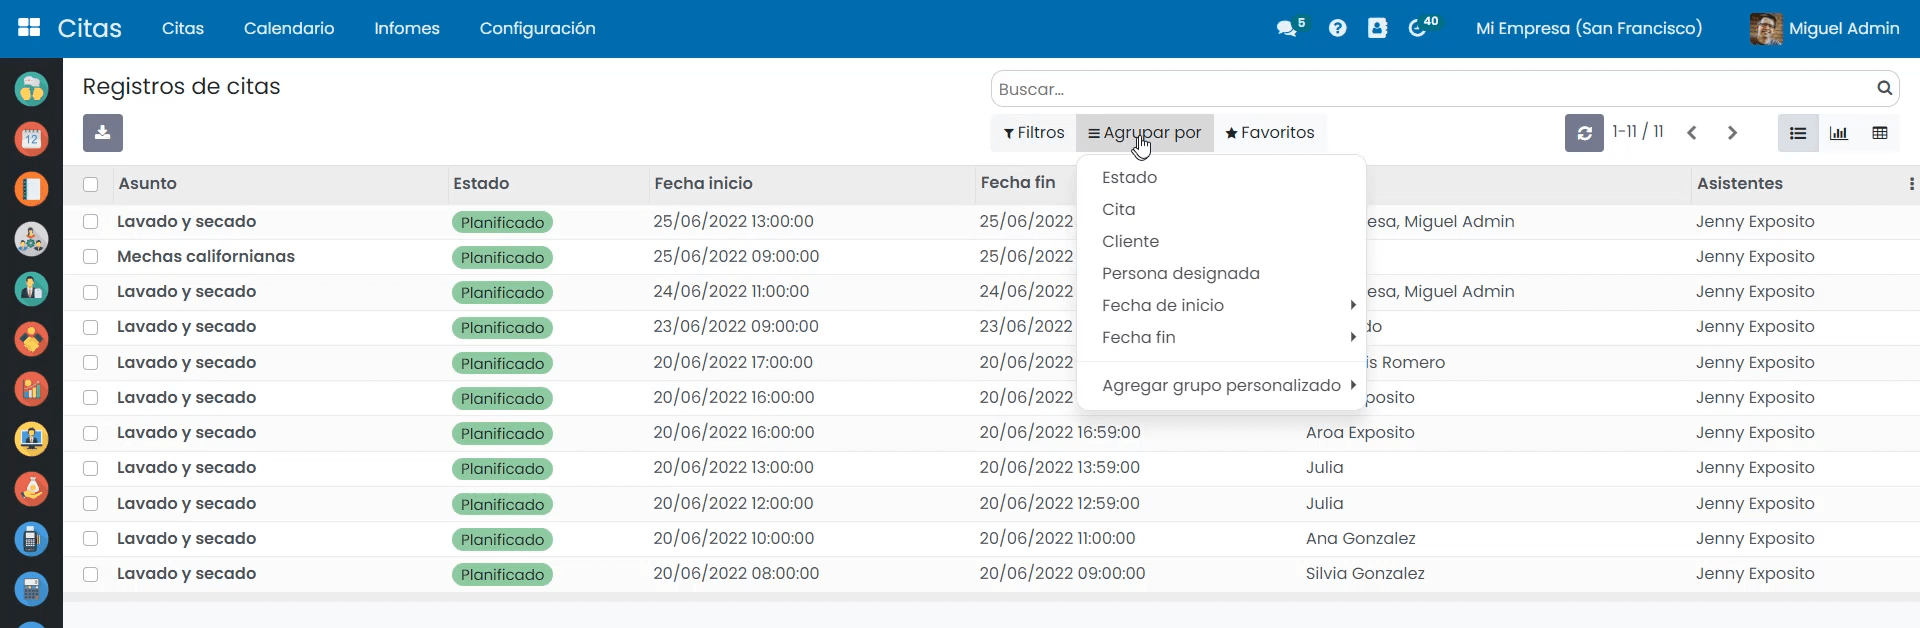 Citas Citas Calendario Infomes Configuración 5 40 Mi Empresa (San Francisco) Miguel Admin
Registros de citas
Buscar...
Filtros Agrupar por Favoritos 1-11 / 11
Asunto Estado Fecha inicio Fecha fin Asistentes
Estado
Cita
Cliente
Persona designada
Fecha de inicio
Fecha fin
Agregar grupo personalizado
Lavado y secado Planificado 25/06/2022 13:00:00 25/06/2022 esa, Miguel Admin Jenny Exposito
Mechas californianas Planificado 25/06/2022 09:00:00 25/06/2022 Jenny Exposito
Lavado y secado Planificado 24/06/2022 11:00:00 24/06/2022 esa, Miguel Admin Jenny Exposito
Lavado y secado Planificado 23/06/2022 09:00:00 23/06/2022 do Jenny Exposito
Lavado y secado Planificado 20/06/2022 17:00:00 20/06/2022 is Romero Jenny Exposito
Lavado y secado Planificado 20/06/2022 16:00:00 20/06/2022 posito Jenny Exposito
Lavado y secado Planificado 20/06/2022 16:00:00 20/06/2022 16:59:00 Aroa Exposito Jenny Exposito
Lavado y secado Planificado 20/06/2022 13:00:00 20/06/2022 13:59:00 Julia Jenny Exposito
Lavado y secado Planificado 20/06/2022 12:00:00 20/06/2022 12:59:00 Julia Jenny Exposito
Lavado y secado Planificado 20/06/2022 10:00:00 20/06/2022 11:00:00 Ana Gonzalez Jenny Exposito
Lavado y secado Planificado 20/06/2022 08:00:00 20/06/2022 09:00:00 Silvia Gonzalez Jenny Exposito